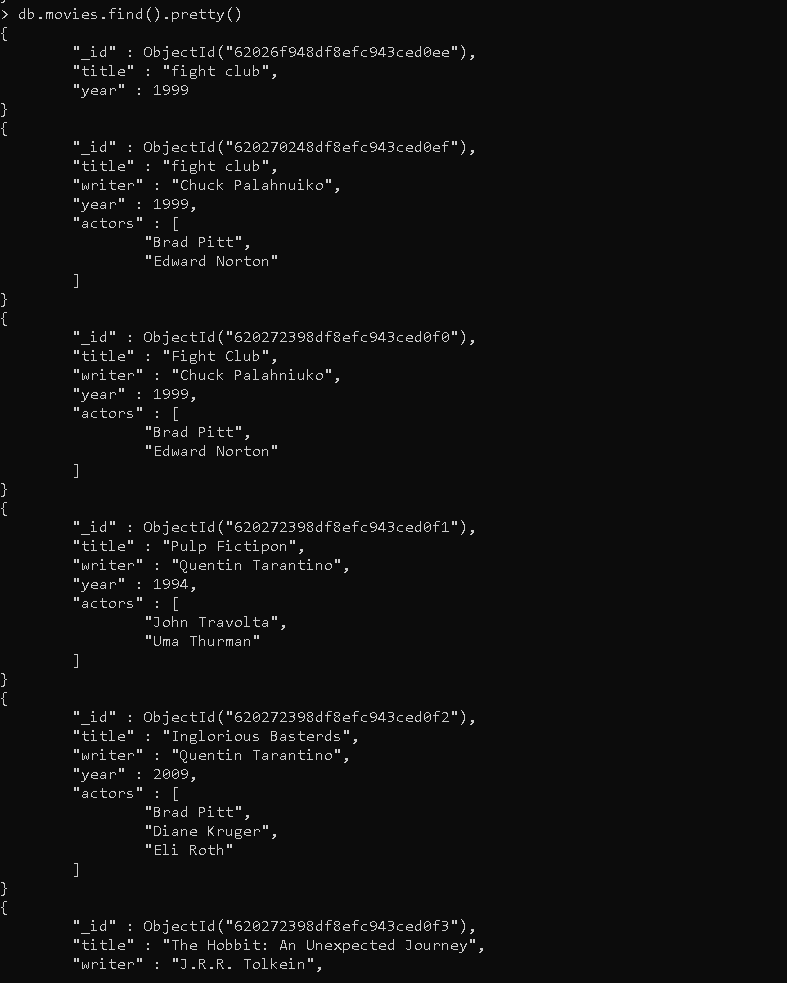 > db.movies.find().pretty()
{
"_id" : ObjectId("62026f948df8efc943ced0ee"),
"title" : "fight club",
"year" : 1999
}
{
"_id" : ObjectId("620270248df8efc943ced0ef"),
"title" : "fight club",
"writer" : "Chuck Palahnuiko",
"year" : 1999,
"actors" : [
"Brad Pitt",
"Edward Norton"
]
}
{
"_id" : ObjectId("620272398df8efc943ced0f0"),
"title" : "Fight Club",
"writer" : "Chuck Palahniuko",
"year" : 1999,
"actors" : [
"Brad Pitt",
"Edward Norton"
]
}
{
"_id" : ObjectId("620272398df8efc943ced0f1"),
"title" : "Pulp Fictipon",
"writer" : "Quentin Tarantino",
"year" : 1994,
"actors" : [
"John Travolta",
"Uma Thurman"
]
}
{
"_id" : ObjectId("620272398df8efc943ced0f2"),
"title" : "Inglorious Basterds",
"writer" : "Quentin Tarantino",
"year" : 2009,
"actors" : [
"Brad Pitt",
"Diane Kruger",
"Eli Roth"
]
}
{
"_id" : ObjectId("620272398df8efc943ced0f3"),
"title" : "The Hobbit: An Unexpected Journey",
"writer" : "J.R.R. Tolkein",